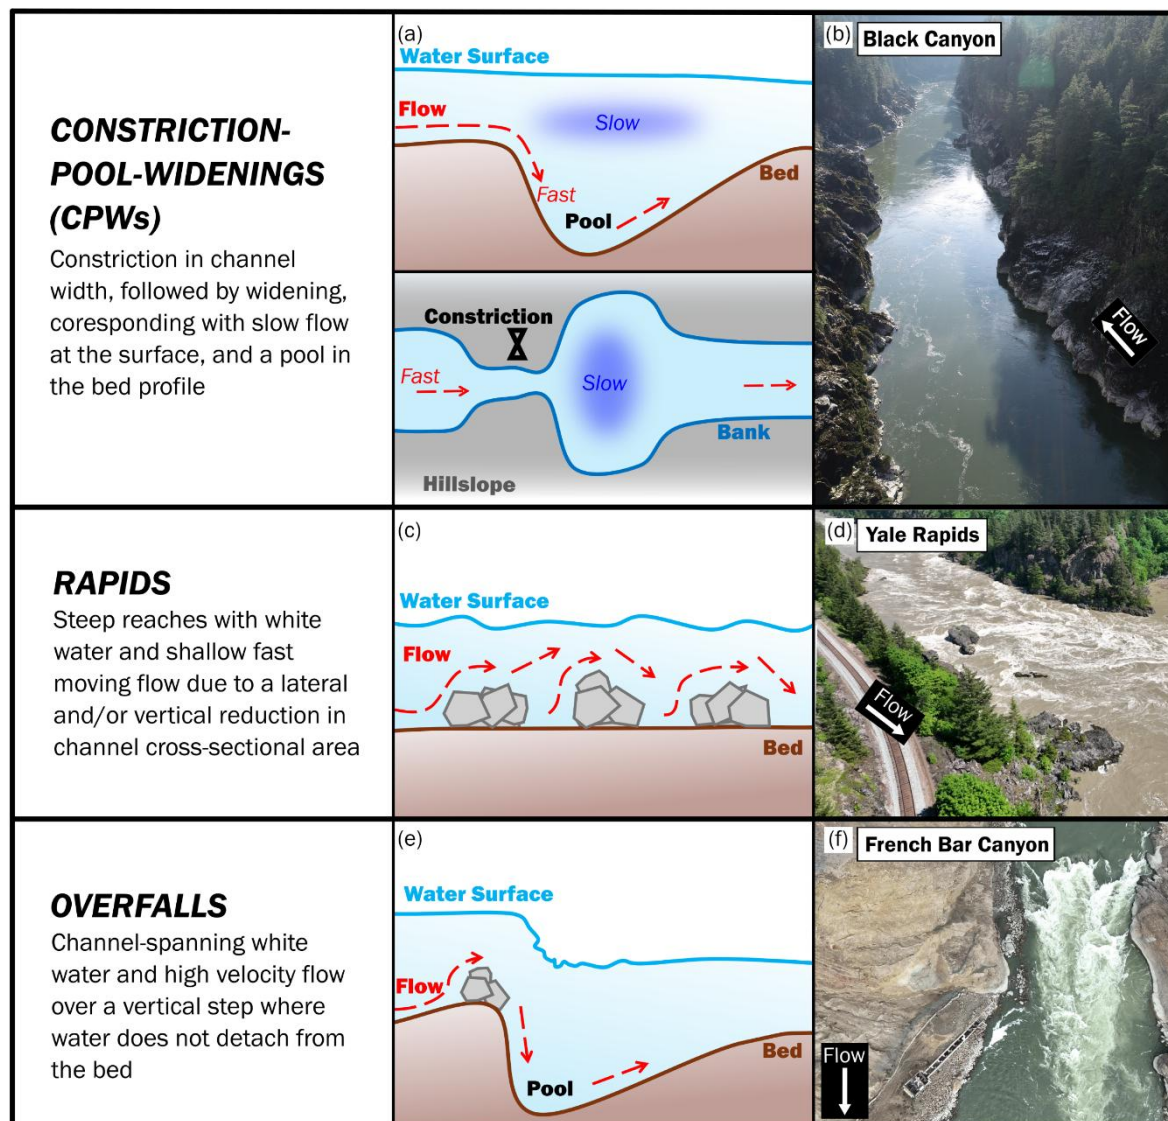 CONSTRICTION-
POOL-WIDENINGS
(CPWs)
Constriction in channel
width, followed by widening,
coresponding with slow flow
at the surface, and a pool in
the bed profile
(a)
Water Surface
Flow
Slow
Fast
Pool
Bed
Constriction
Fast
Slow
Bank
Hillslope
(b)
Black Canyon
Flow
RAPIDS
Steep reaches with white
water and shallow fast
moving flow due to a lateral
and/or vertical reduction in
channel cross-sectional area
(c)
Water Surface
Flow
Bed
(d)
Yale Rapids
Flow
OVERFALLS
Channel-spanning white
water and high velocity flow
over a vertical step where
water does not detach from
the bed
(e)
Water Surface
Flow
Pool
Bed
(f)
French Bar Canyon
Flow